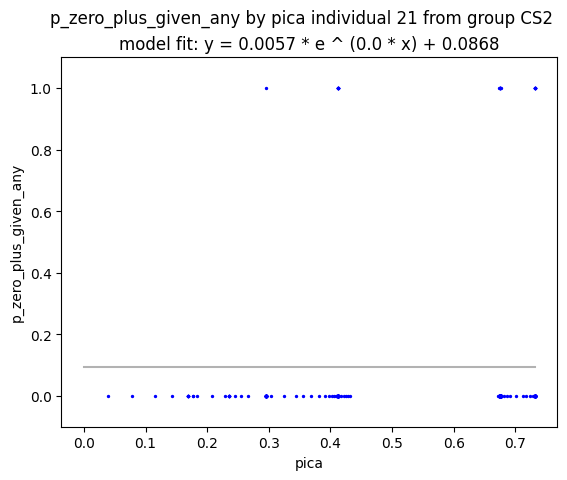 p_zero_plus_given_any by pica individual 21 from group CS2
model fit: y = 0.0057 * e ^ (0.0 * x) + 0.0868
1.0
0.8
0.6
0.4
0.2
0.0
p_zero_plus_given_any
0.0 0.1 0.2 0.3 0.4 0.5 0.6 0.7
pica